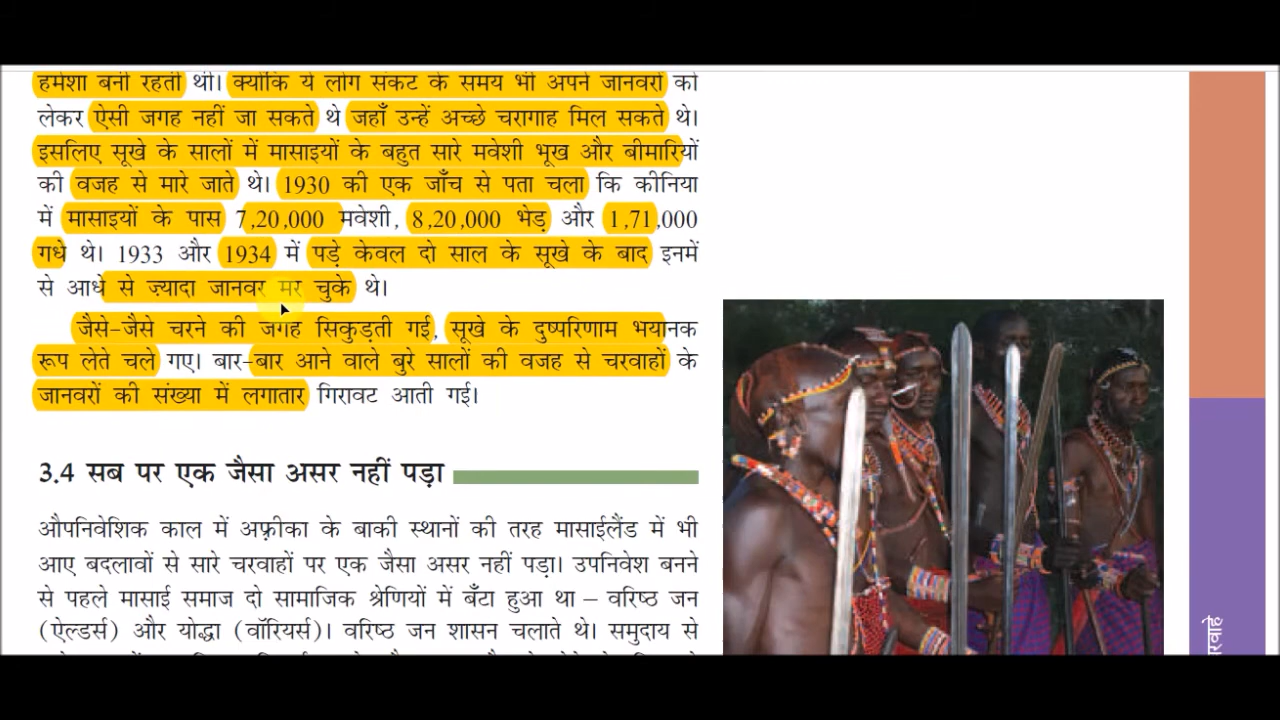 हमेशा बनी रहती थी। क्योंकि ये लोग संकट के समय भी अपने जानवरों को
लेकर ऐसी जगह नहीं जा सकते थे जहाँ उन्हें अच्छे चरागाह मिल सकते थे।
इसलिए सूखे के सालों में मासाइयों के बहुत सारे मवेशी भूख और बीमारियों
की वजह से मारे जाते थे। 1930 की एक जाँच से पता चला कि कीनिया
में मासाइयों के पास 7,20,000 मवेशी, 8,20,000 भेड़ और 1,71,000
गधे थे। 1933 और 1934 में पड़े केवल दो साल के सूखे के बाद इनमें
से आधे से ज़्यादा जानवर मर चुके थे।
जैसे-जैसे चरने की जगह सिकुड़ती गई, सूखे के दुष्परिणाम भयानक
रूप लेते चले गए। बार-बार आने वाले बुरे सालों की वजह से चरवाहों के
जानवरों की संख्या में लगातार गिरावट आती गई।
3.4 सब पर एक जैसा असर नहीं पड़ा
औपनिवेशिक काल में अफ़्रीका के बाकी स्थानों की तरह मासाईलैंड में भी
आए बदलावों से सारे चरवाहों पर एक जैसा असर नहीं पड़ा। उपनिवेश बनने
से पहले मासाई समाज दो सामाजिक श्रेणियों में बँटा हुआ था – वरिष्ठ जन
(ऐल्डर्स) और योद्धा (वॉरियर्स)। वरिष्ठ जन शासन चलाते थे। समुदाय से